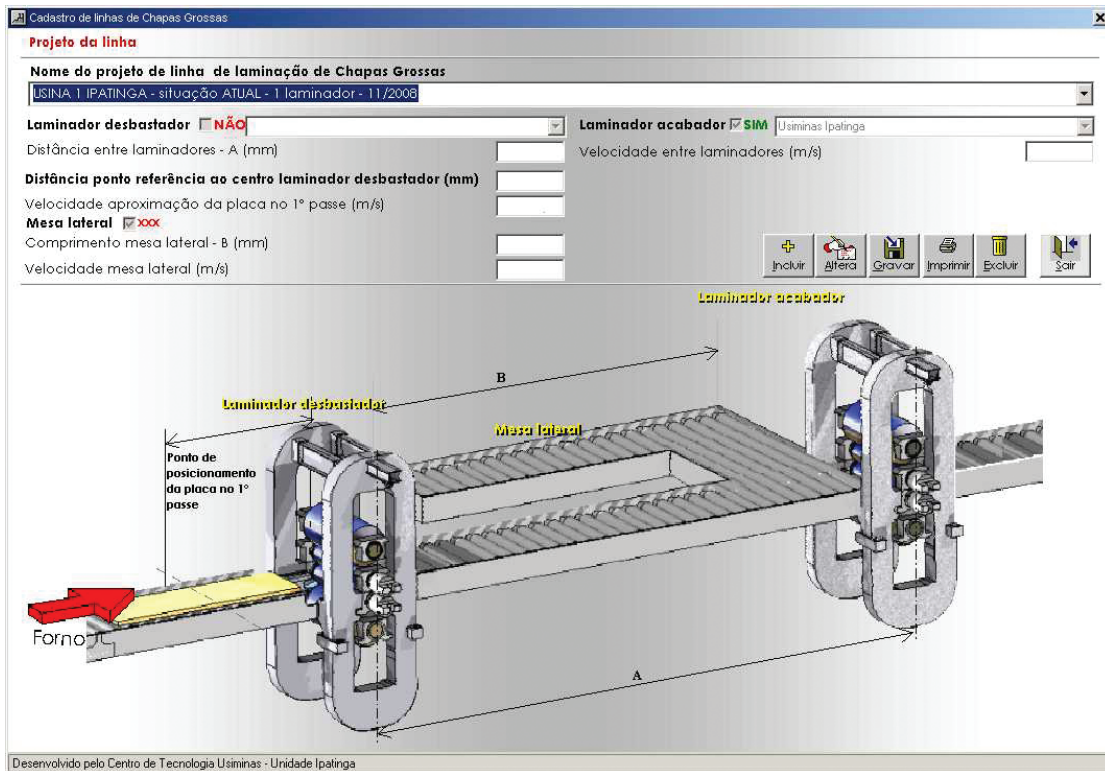 Cadastro de linhas de Chapas Grossas
Projeto da linha
Nome do projeto de linha de laminação de Chapas Grossas
USINA 1 IPATINGA - situação ATUAL - 1 laminador - 11/2008
Laminador desbastador NÃO
Laminador acabador SIM Usiminas Ipatinga
Distância entre laminadores - A (mm)
Velocidade entre laminadores (m/s)
Distância ponto referência ao centro laminador desbastador (mm)
Velocidade aproximação da placa no 1º passe (m/s)
Mesa lateral XXX
Comprimento mesa lateral - B (mm)
Velocidade mesa lateral (m/s)
Incluir Altera Gravar Imprimir Excluir Sair
Laminador acabador
B
Laminador desbastador
Mesa lateral
Ponto de
posicionamento
da placa no 1º
passe
Forno
A
Desenvolvido pelo Centro de Tecnologia Usiminas - Unidade Ipatinga